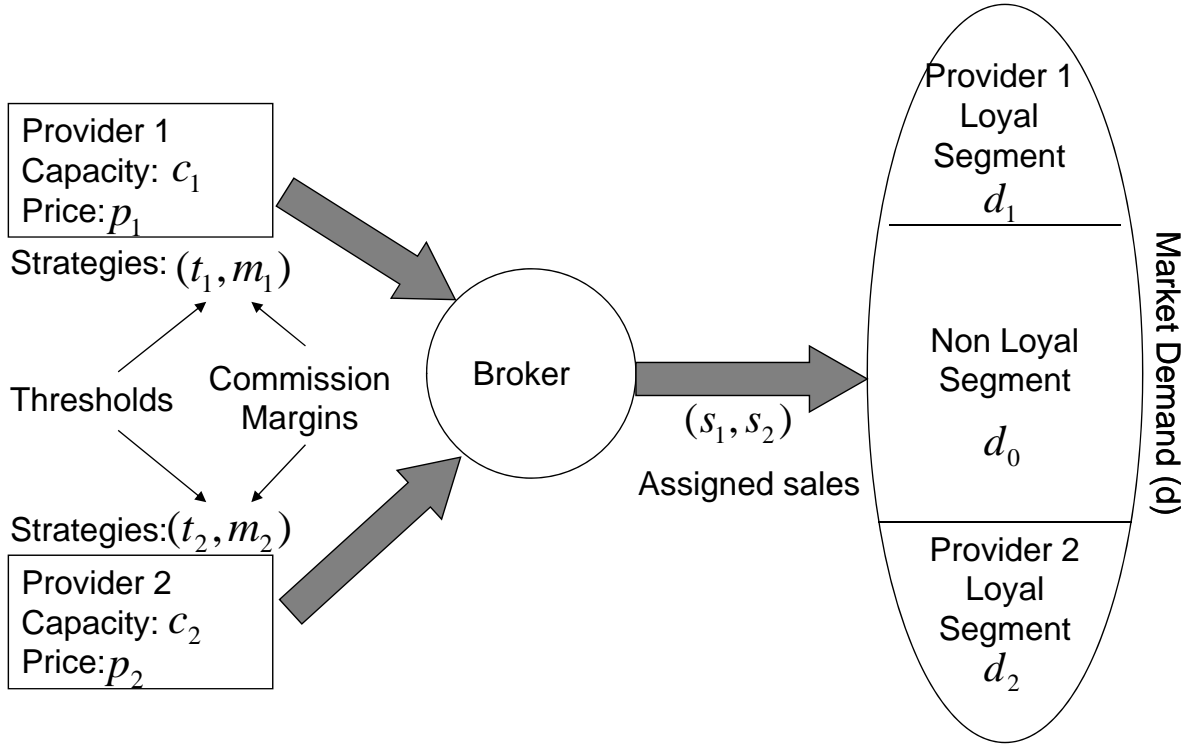 Provider 1
Capacity: c₁
Price: p₁
Strategies: (t₁, m₁)
Thresholds
Commission
Margins
Strategies: (t₂, m₂)
Provider 2
Capacity: c₂
Price: p₂
Broker
(s₁, s₂)
Assigned sales
Provider 1
Loyal
Segment
d₁
Non Loyal
Segment
d₀
Provider 2
Loyal
Segment
d₂
Market Demand (d)